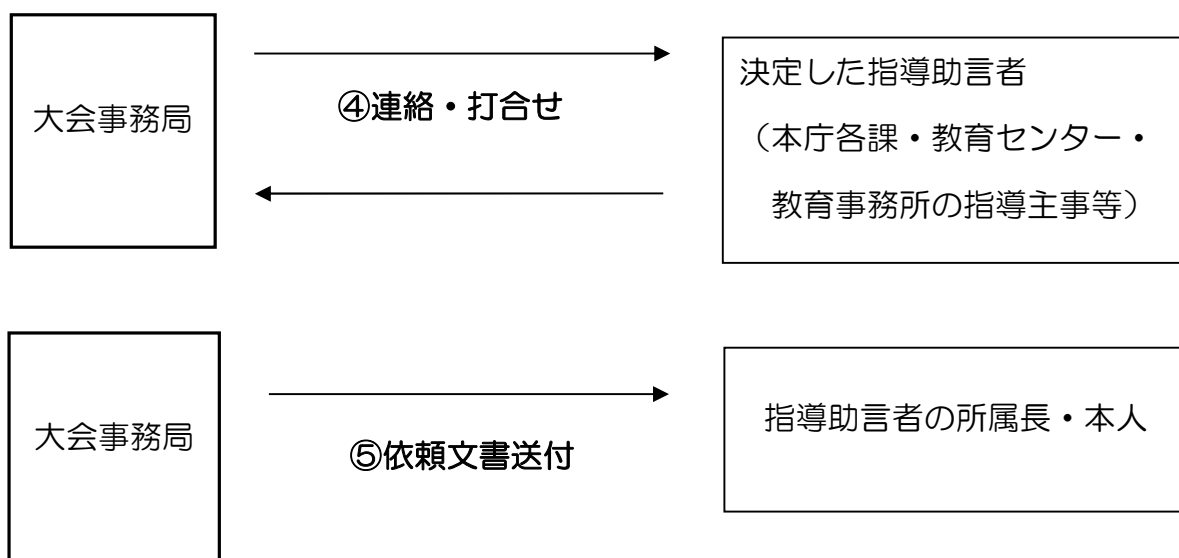 大会事務局
④連絡・打合せ
決定した指導助言者
(本庁各課・教育センター・
教育事務所の指導主事等)
大会事務局
⑤依頼文書送付
指導助言者の所属長・本人